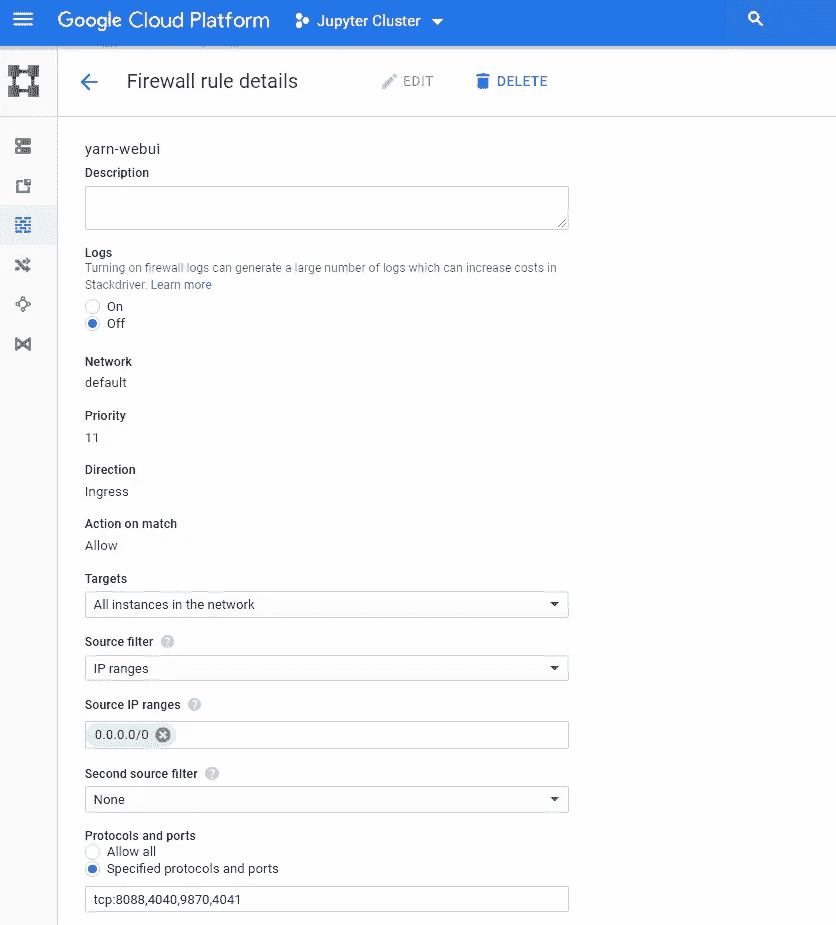 Google Cloud Platform Jupyter Cluster
Firewall rule details EDIT DELETE
yarn-webui
Description
Logs
Turning on firewall logs can generate a large number of logs which can increase costs in
Stackdriver. Learn more
On
Off
Network
default
Priority
11
Direction
Ingress
Action on match
Allow
Targets
All instances in the network
Source filter ?
IP ranges
Source IP ranges ?
0.0.0.0/0
Second source filter ?
None
Protocols and ports
Allow all
Specified protocols and ports
tcp:8088,4040,9870,4041